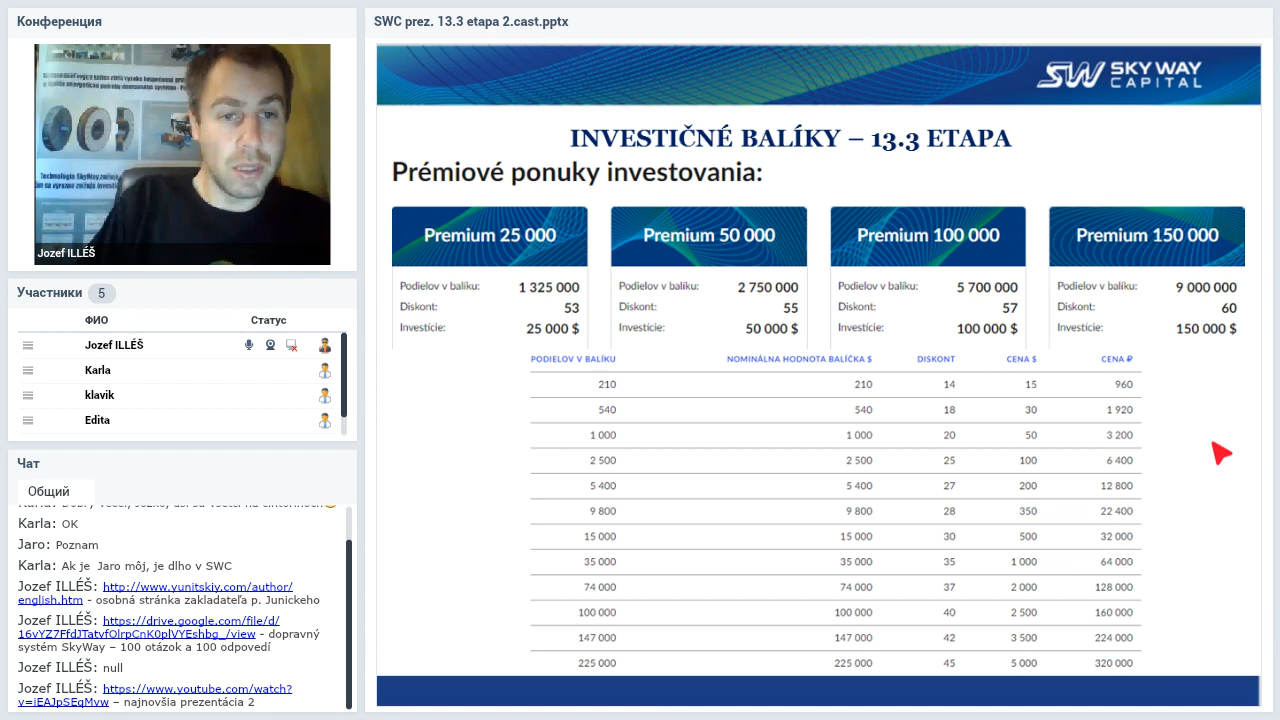 Конференция
Technológia SkyWay
Jozef ILLÉŠ
Участники 5
ФИО Статус
Jozef ILLÉŠ
Karla
klavik
Edita
Чат
Общий
Karla: OK
Jaro: Poznam
Karla: Ak je Jaro môj, je dlho v SWC
Jozef ILLÉŠ: http://www.yunitskiy.com/author/
english.htm - osobná stránka zakladateľa p. Junickeho
Jozef ILLÉŠ: https://drive.google.com/file/d/
16vYZ7FfdJTatvfOlrpCnK0plVYEshbg_/view - dopravný
systém SkyWay – 100 otázok a 100 odpovedí
Jozef ILLÉŠ: null
Jozef ILLÉŠ: https://www.youtube.com/watch?
v=iEAJpSEqMvw – najnovšia prezentácia 2
SWC prez. 13.3 etapa 2.cast.pptx
SW SKY WAY
CAPITAL
INVESTIČNÉ BALÍKY – 13.3 ETAPA
Prémiové ponuky investovania:
Premium 25 000
Podielov v balíku: 1 325 000
Diskont: 53
Investície: 25 000 $
Premium 50 000
Podielov v balíku: 2 750 000
Diskont: 55
Investície: 50 000 $
Premium 100 000
Podielov v balíku: 5 700 000
Diskont: 57
Investície: 100 000 $
Premium 150 000
Podielov v balíku: 9 000 000
Diskont: 60
Investície: 150 000 $
PODIELOV V BALÍKU NOMINÁLNA HODNOTA BALÍČKA $ DISKONT CENA $ CENA ₽
210 210 14 15 960
540 540 18 30 1 920
1 000 1 000 20 50 3 200
2 500 2 500 25 100 6 400
5 400 5 400 27 200 12 800
9 800 9 800 28 350 22 400
15 000 15 000 30 500 32 000
35 000 35 000 35 1 000 64 000
74 000 74 000 37 2 000 128 000
100 000 100 000 40 2 500 160 000
147 000 147 000 42 3 500 224 000
225 000 225 000 45 5 000 320 000